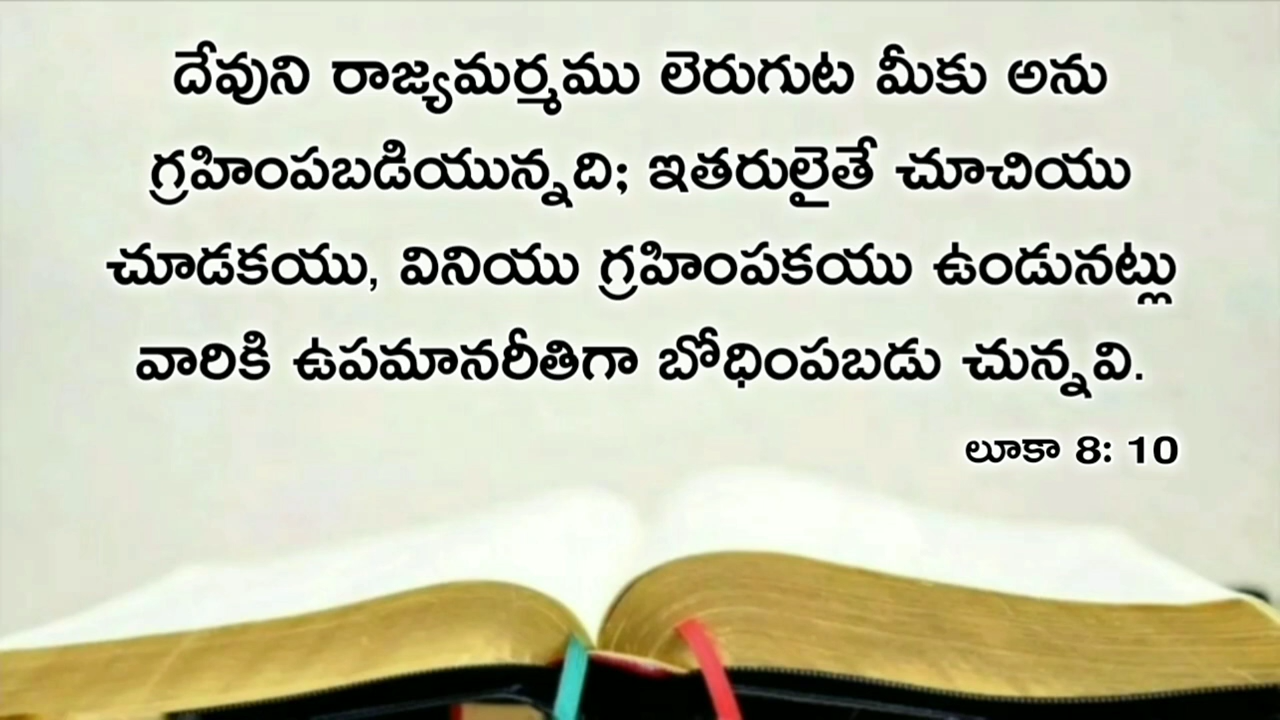 దేవుని రాజ్యమర్మము లెరుగుట మీకు అను
గ్రహింపబడియున్నది; ఇతరులైతే చూచియు
చూడకయు, వినియు గ్రహింపకయు ఉండునట్లు
వారికి ఉపమానరీతిగా బోధింపబడు చున్నవి.
లూకా 8: 10